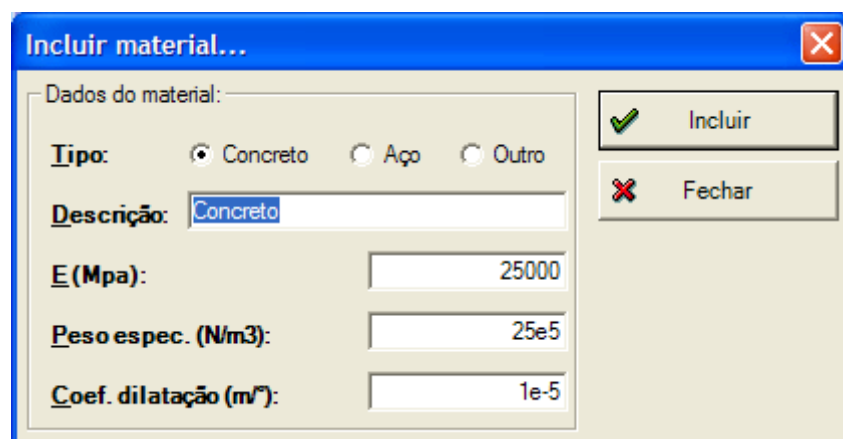 Incluir material...
Dados do material:
Tipo: Concreto Aço Outro
Descrição: Concreto
E (Mpa): 25000
Peso espec. (N/m3): 25e5
Coef. dilatação (m/°): 1e-5
Incluir
Fechar